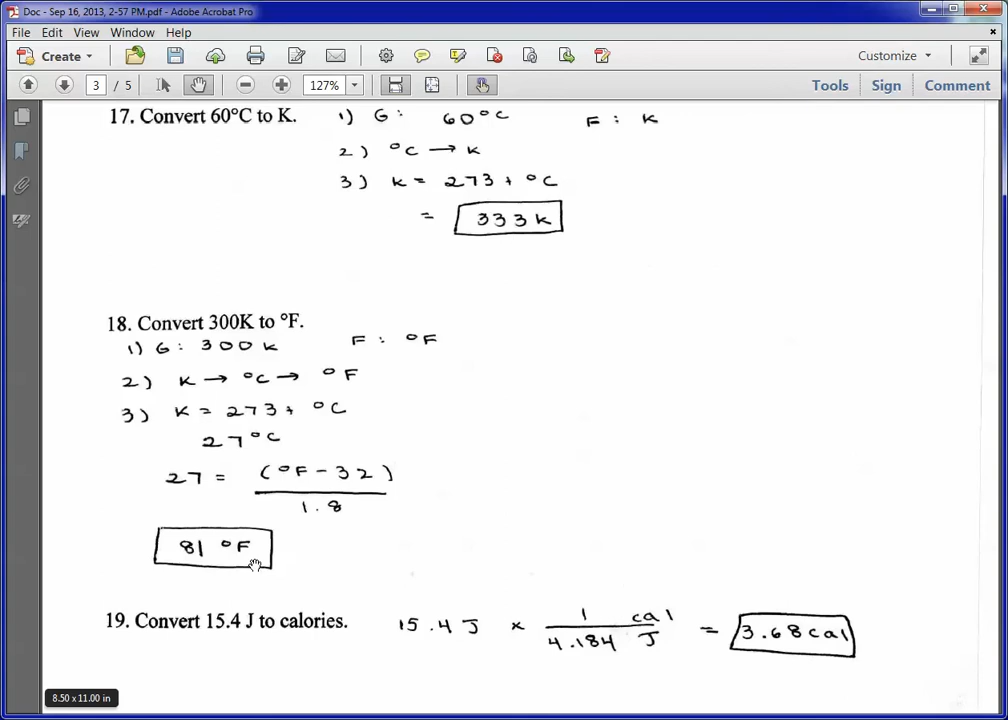 Doc - Sep 16, 2013, 2-57 PM.pdf - Adobe Acrobat Pro
File Edit View Window Help
Create Customize
3 / 5 127% Tools Sign Comment
17. Convert 60°C to K. 1) G: 60°C F: K
2) °C → K
3) K = 273 + °C
= 333K
18. Convert 300K to °F.
1) G: 300K F: °F
2) K → °C → °F
3) K = 273 + °C
27°C
27 = (°F - 32)
1.8
81 °F
19. Convert 15.4 J to calories. 15.4 J × 1 cal = 3.68 cal
4.184 J
8.50 x 11.00 in